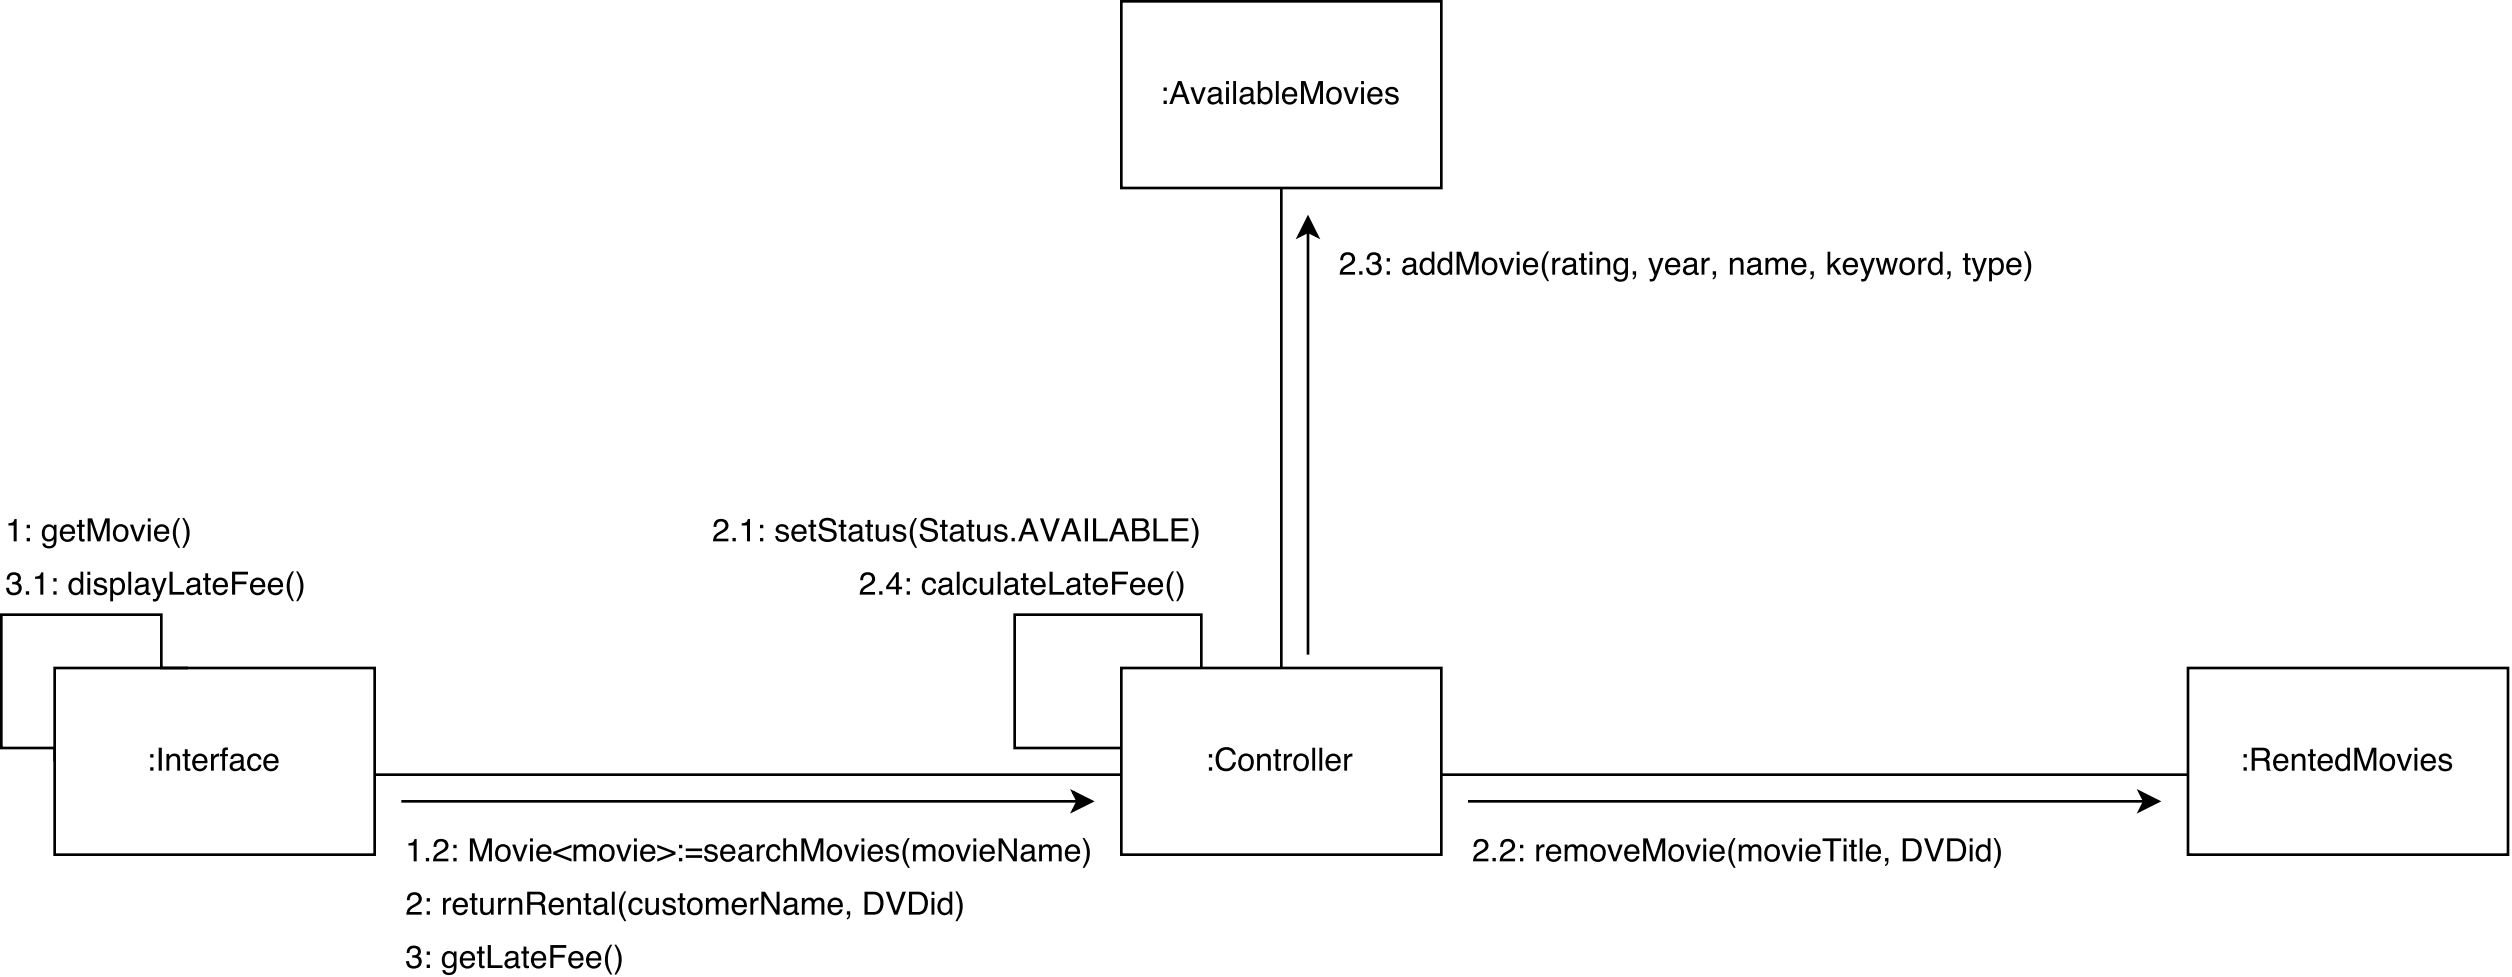 :AvailableMovies
2.3: addMovie(rating, year, name, keyword, type)
1: getMovie()
3.1: displayLateFee()
2.1: setStatus(Status.AVAILABLE)
2.4: calculateLateFee()
:Interface
:Controller
:RentedMovies
1.2: Movie<movie>:=searchMovies(movieName)
2: returnRental(customerName, DVDid)
3: getLateFee()
2.2: removeMovie(movieTitle, DVDid)